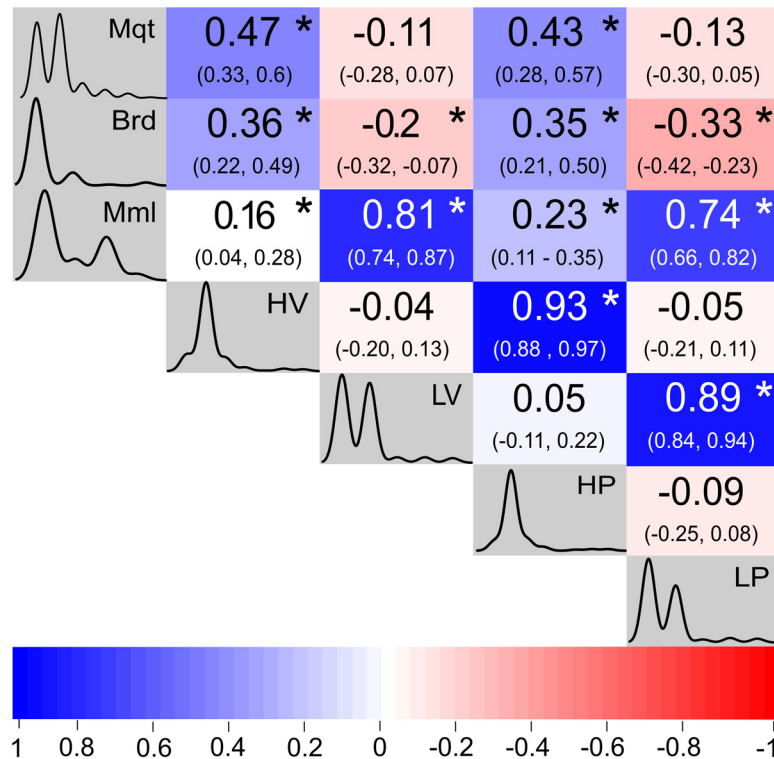 Mqt 0.47 * -0.11 0.43 * -0.13
(0.33, 0.6) (-0.28, 0.07) (0.28, 0.57) (-0.30, 0.05)
Brd 0.36 * -0.2 * 0.35 * -0.33 *
(0.22, 0.49) (-0.32, -0.07) (0.21, 0.50) (-0.42, -0.23)
Mml 0.16 * 0.81 * 0.23 * 0.74 *
(0.04, 0.28) (0.74, 0.87) (0.11 - 0.35) (0.66, 0.82)
HV -0.04 0.93 * -0.05
(-0.20, 0.13) (0.88 , 0.97) (-0.21, 0.11)
LV 0.05 0.89 *
(-0.11, 0.22) (0.84, 0.94)
HP -0.09
(-0.25, 0.08)
LP
1 0.8 0.6 0.4 0.2 0 -0.2 -0.4 -0.6 -0.8 -1